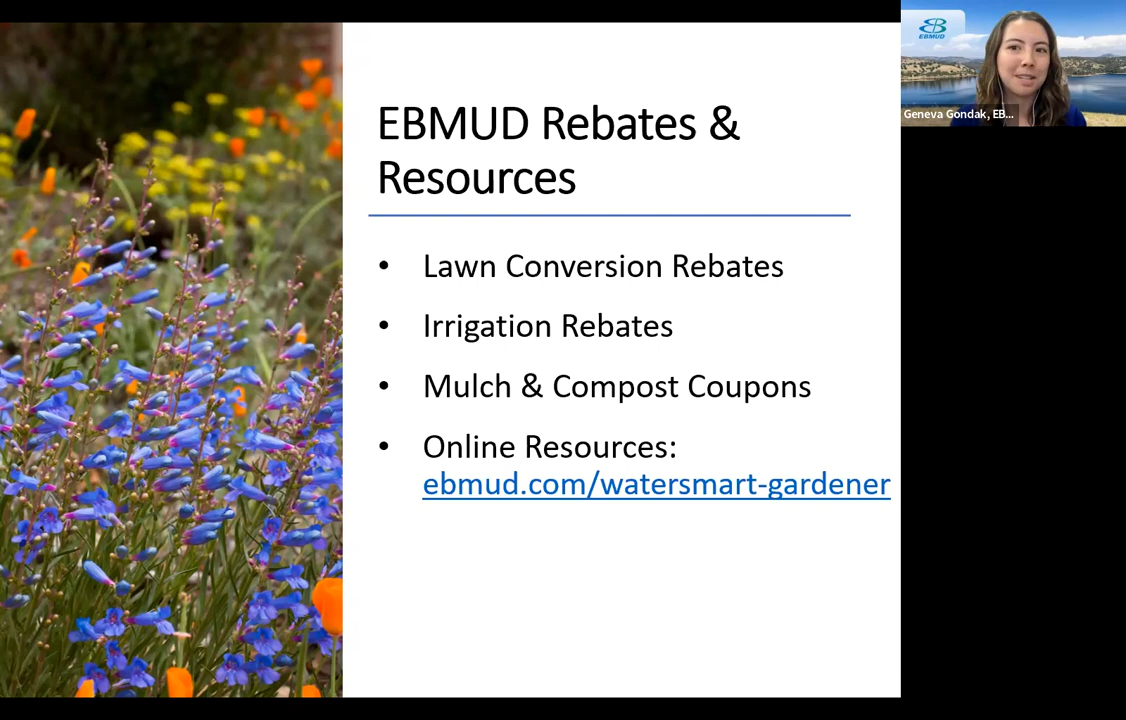 EBMUD Rebates &
Resources
• Lawn Conversion Rebates
• Irrigation Rebates
• Mulch & Compost Coupons
• Online Resources:
ebmud.com/watersmart-gardener
EBMUD
Geneva Gondak, EB...